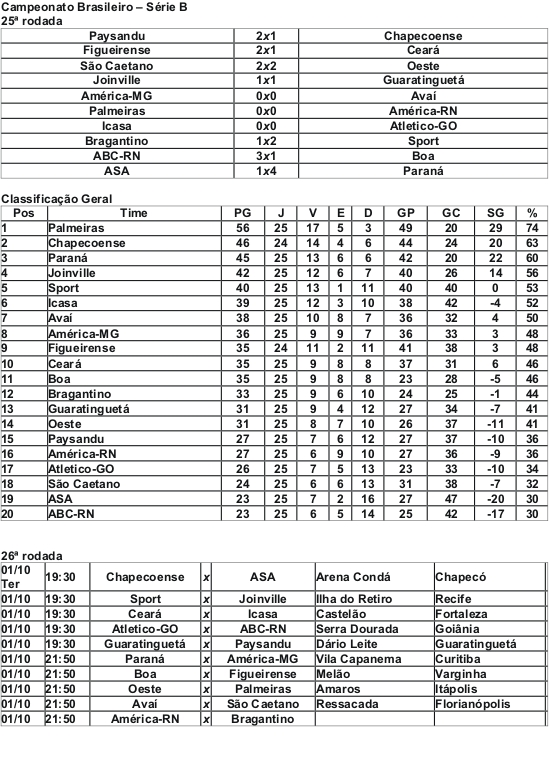 Campeonato Brasileiro – Série B
25ª rodada
Paysandu 2x1 Chapecoense
Figueirense 2x1 Ceará
São Caetano 2x2 Oeste
Joinville 1x1 Guaratinguetá
América-MG 0x0 Avaí
Palmeiras 0x0 América-RN
Icasa 0x0 Atletico-GO
Bragantino 1x2 Sport
ABC-RN 3x1 Boa
ASA 1x4 Paraná
Classificação Geral
Pos Time PG J V E D GP GC SG %
1 Palmeiras 56 25 17 5 3 49 20 29 74
2 Chapecoense 46 24 14 4 6 44 24 20 63
3 Paraná 45 25 13 6 6 42 20 22 60
4 Joinville 42 25 12 6 7 40 26 14 56
5 Sport 40 25 13 1 11 40 40 0 53
6 Icasa 39 25 12 3 10 38 42 -4 52
7 Avaí 38 25 10 8 7 36 32 4 50
8 América-MG 36 25 9 9 7 36 33 3 48
9 Figueirense 35 24 11 2 11 41 38 3 48
10 Ceará 35 25 9 8 8 37 31 6 46
11 Boa 35 25 9 8 8 23 28 -5 46
12 Bragantino 33 25 9 6 10 24 25 -1 44
13 Guaratinguetá 31 25 9 4 12 27 34 -7 41
14 Oeste 31 25 8 7 10 26 37 -11 41
15 Paysandu 27 25 7 6 12 27 37 -10 36
16 América-RN 27 25 6 9 10 27 36 -9 36
17 Atletico-GO 26 25 7 5 13 23 33 -10 34
18 São Caetano 24 25 6 6 13 31 38 -7 32
19 ASA 23 25 7 2 16 27 47 -20 30
20 ABC-RN 23 25 6 5 14 25 42 -17 30
26ª rodada
01/10 Ter 19:30 Chapecoense x ASA Arena Condá Chapecó
01/10 19:30 Sport x Joinville Ilha do Retiro Recife
01/10 19:30 Ceará x Icasa Castelão Fortaleza
01/10 19:30 Atletico-GO x ABC-RN Serra Dourada Goiânia
01/10 19:30 Guaratinguetá x Paysandu Dário Leite Guaratinguetá
01/10 21:50 Paraná x América-MG Vila Capanema Curitiba
01/10 21:50 Boa x Figueirense Melão Varginha
01/10 21:50 Oeste x Palmeiras Amaros Itápolis
01/10 21:50 Avaí x São Caetano Ressacada Florianópolis
01/10 21:50 América-RN x Bragantino